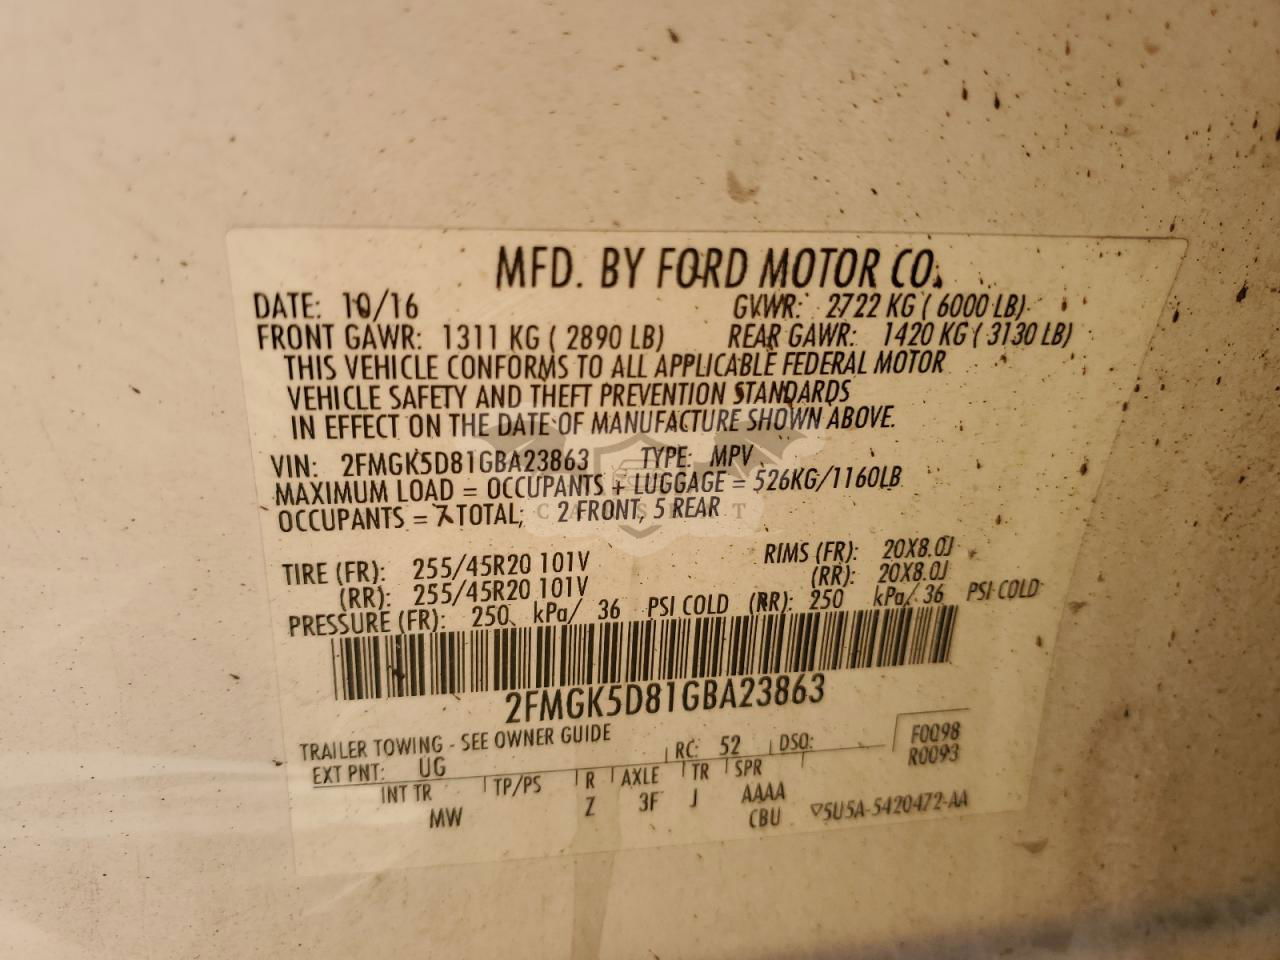 MFD. BY FORD MOTOR CO.
DATE: 10/16 GVWR: 2722 KG ( 6000 LB)
FRONT GAWR: 1311 KG ( 2890 LB) REAR GAWR: 1420 KG ( 3130 LB)
THIS VEHICLE CONFORMS TO ALL APPLICABLE FEDERAL MOTOR
VEHICLE SAFETY AND THEFT PREVENTION STANDARDS
IN EFFECT ON THE DATE OF MANUFACTURE SHOWN ABOVE.
VIN: 2FMGK5D81GBA23863 TYPE: MPV
MAXIMUM LOAD = OCCUPANTS + LUGGAGE = 526KG/1160LB
OCCUPANTS = 7 TOTAL; 2 FRONT, 5 REAR
TIRE (FR): 255/45R20 101V RIMS (FR): 20X8.0J
(RR): 255/45R20 101V (RR): 20X8.0J
PRESSURE (FR): 250 kPa/ 36 PSI COLD (RR): 250 kPa/ 36 PSI COLD
2FMGK5D81GBA23863
TRAILER TOWING - SEE OWNER GUIDE
EXT PNT: UG RC: 52 DSO: F0098
R0093
INT TR TP/PS R AXLE TR SPR
MW Z 3F J AAAA
CBU ▽5U5A-5420472-AA